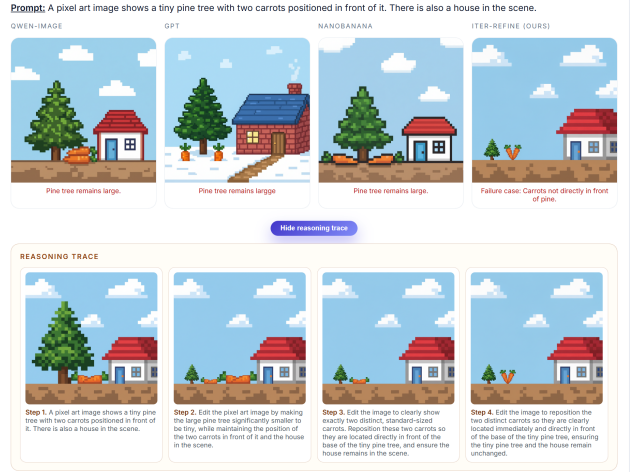 Prompt: A pixel art image shows a tiny pine tree with two carrots positioned in front of it. There is also a house in the scene.
QWEN-IMAGE
GPT
NANOBANANA
ITER-REFINE (OURS)
Pine tree remains large.
Pine tree remains largge
Pine tree remains large.
Failure case: Carrots not directly in front
of pine.
Hide reasoning trace
REASONING TRACE
Step 1. A pixel art image shows a tiny pine
tree with two carrots positioned in front of
it. There is also a house in the scene.
Step 2. Edit the pixel art image by making
the large pine tree significantly smaller to
be tiny, while maintaining the position of
the two carrots in front of it and the house
in the scene.
Step 3. Edit the image to clearly show
exactly two distinct, standard-sized
carrots. Reposition these two carrots so
they are located directly in front of the
base of the tiny pine tree, and ensure the
house remains in the scene.
Step 4. Edit the image to reposition the
two distinct carrots so they are clearly
located immediately and directly in front
of the base of the tiny pine tree, ensuring
the tiny pine tree and the house remain
unchanged.